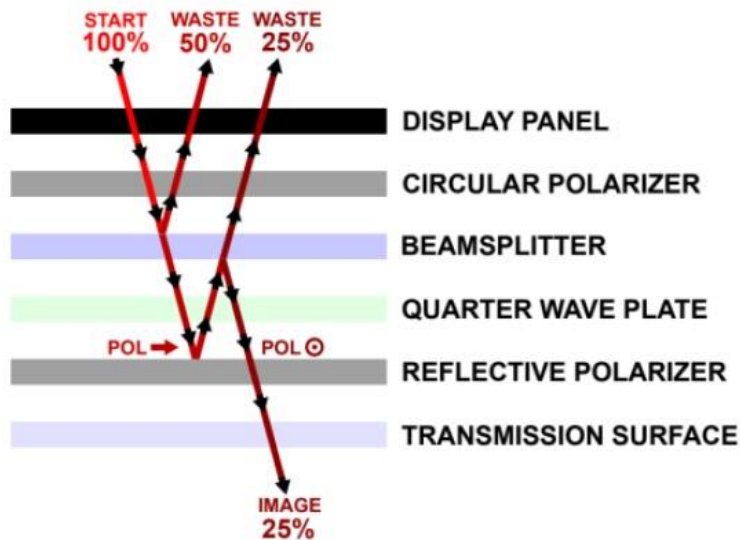 START WASTE WASTE
100% 50% 25%
DISPLAY PANEL
CIRCULAR POLARIZER
BEAMSPLITTER
QUARTER WAVE PLATE
POL POL
REFLECTIVE POLARIZER
TRANSMISSION SURFACE
IMAGE
25%